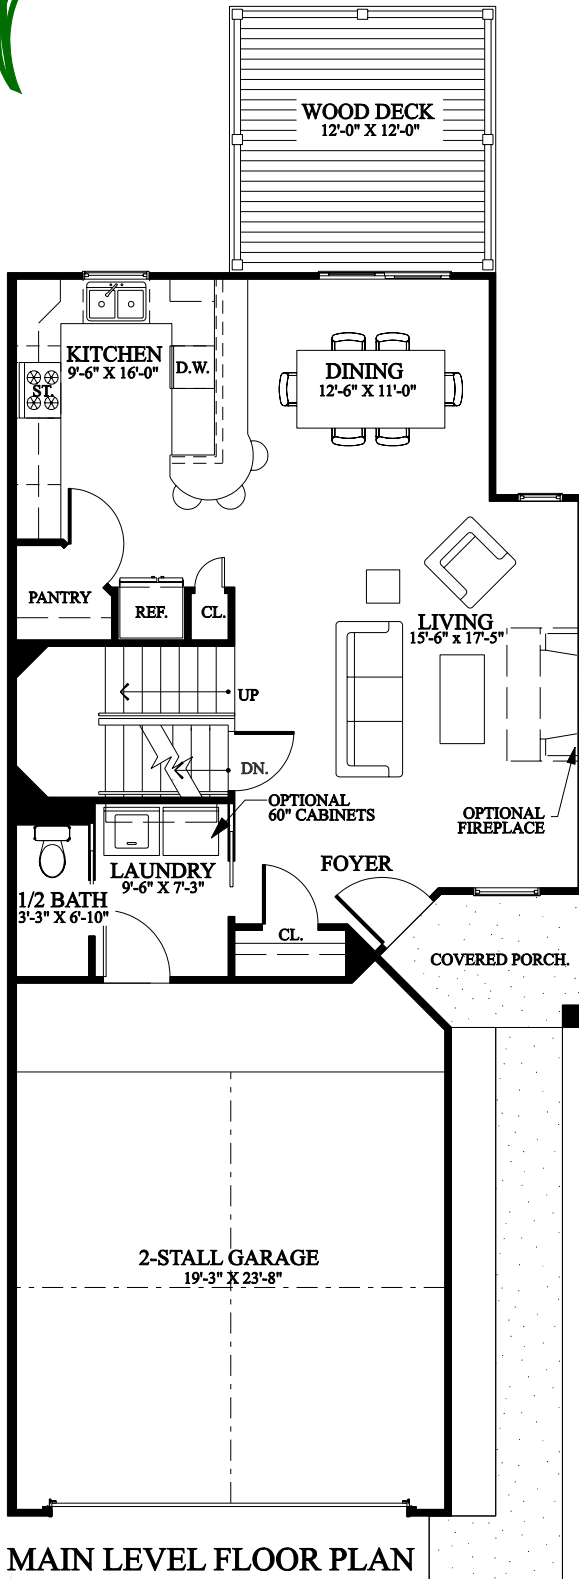 WOOD DECK
12'-0" X 12'-0"
KITCHEN
9'-6" X 16'-0"
D.W.
ST.
DINING
12'-6" X 11'-0"
PANTRY
REF.
CL.
LIVING
15'-6" x 17'-5"
UP
DN.
OPTIONAL
60" CABINETS
OPTIONAL
FIREPLACE
LAUNDRY
9'-6" X 7'-3"
FOYER
1/2 BATH
3'-3" X 6'-10"
CL.
COVERED PORCH.
2-STALL GARAGE
19'-3" X 23'-8"
MAIN LEVEL FLOOR PLAN